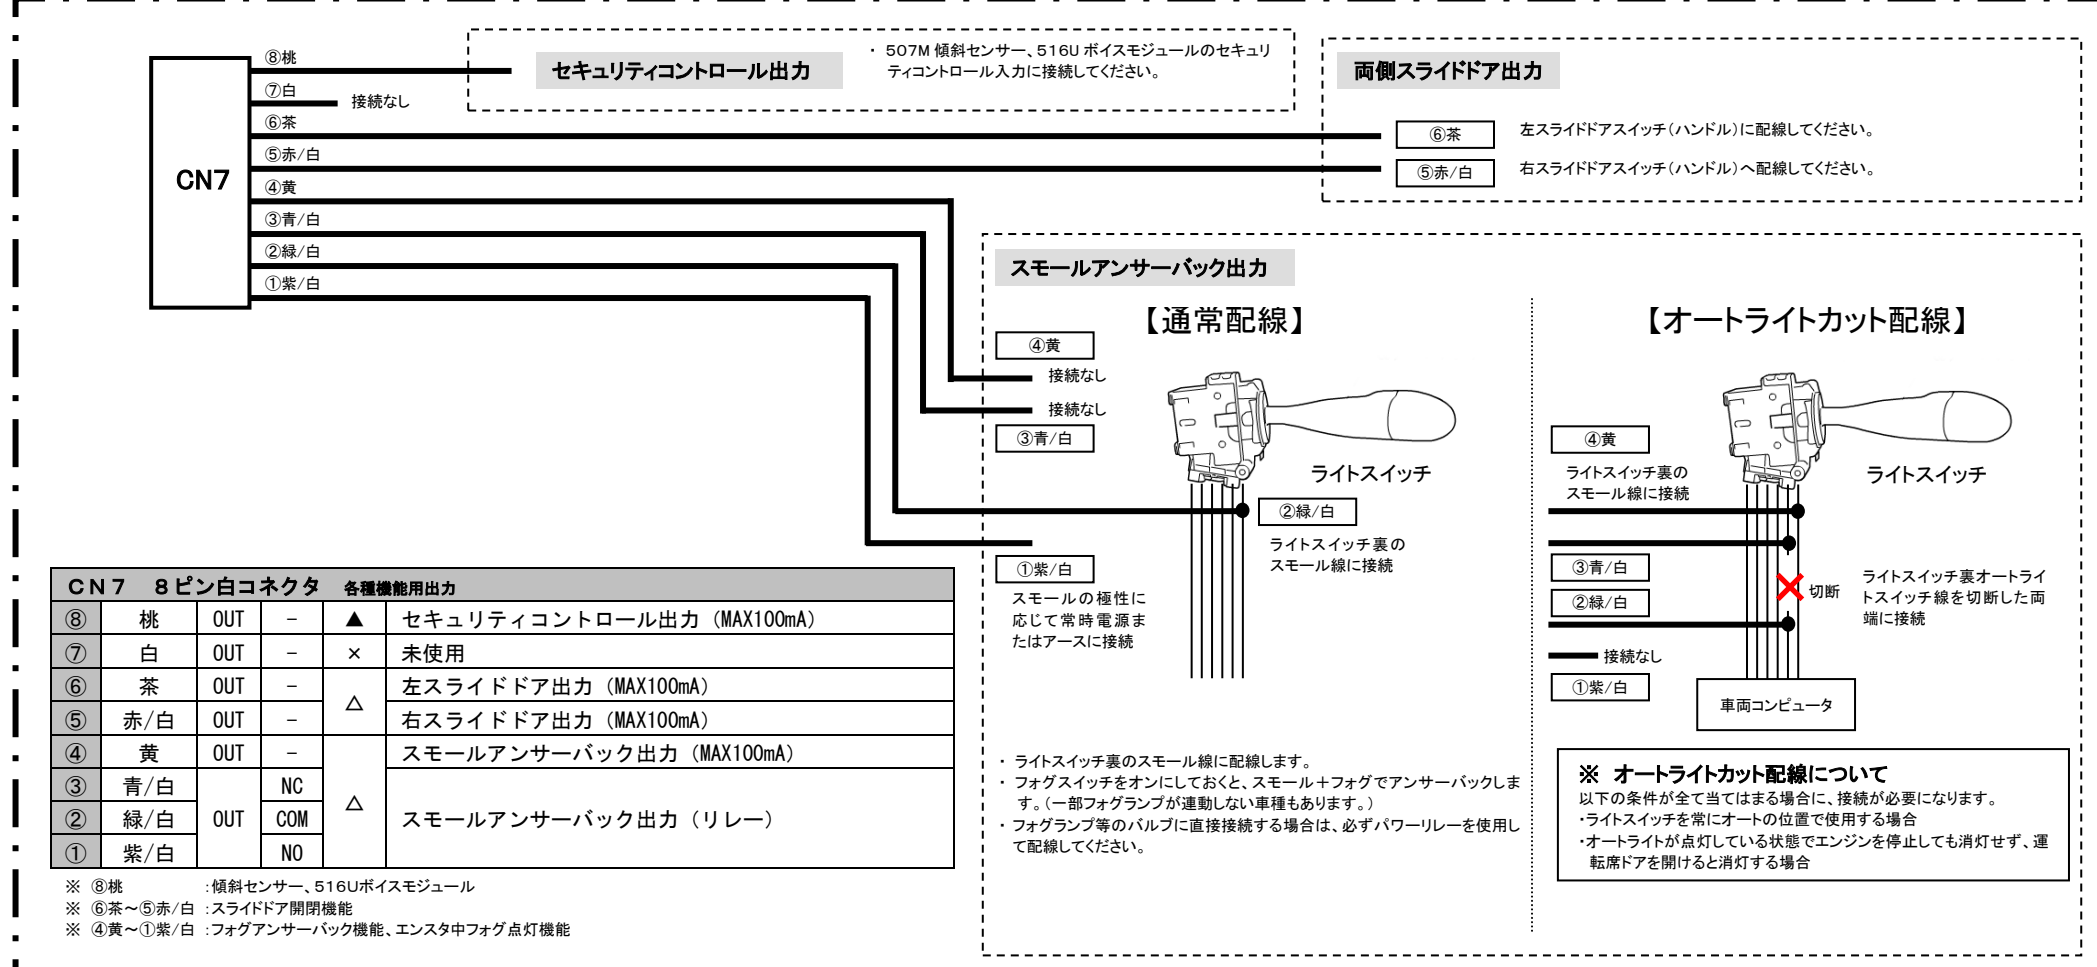 CN7
⑧桃
⑦白
接続なし
⑥茶
⑤赤/白
④黄
③青/白
②緑/白
①紫/白
セキュリティコントロール出力
・ 507M 傾斜センサー、516U ボイスモジュールのセキュリ
ティコントロール入力に接続してください。
両側スライドドア出力
⑥茶
左スライドドアスイッチ(ハンドル)に配線してください。
⑤赤/白
右スライドドアスイッチ(ハンドル)へ配線してください。
スモールアンサーバック出力
【通常配線】
④黄
接続なし
接続なし
③青/白
ライトスイッチ
②緑/白
ライトスイッチ裏の
スモール線に接続
①紫/白
スモールの極性に
応じて常時電源ま
たはアースに接続
・ ライトスイッチ裏のスモール線に配線します。
・ フォグスイッチをオンにしておくと、スモール+フォグでアンサーバックしま
す。(一部フォグランプが連動しない車種もあります。)
・ フォグランプ等のバルブに直接接続する場合は、必ずパワーリレーを使用し
て配線してください。
【オートライトカット配線】
④黄
ライトスイッチ裏の
スモール線に接続
ライトスイッチ
③青/白
②緑/白
切断
ライトスイッチ裏オートライ
トスイッチ線を切断した両
端に接続
接続なし
①紫/白
車両コンピュータ
※ オートライトカット配線について
以下の条件が全て当てはまる場合に、接続が必要になります。
・ライトスイッチを常にオートの位置で使用する場合
・オートライトが点灯している状態でエンジンを停止しても消灯せず、運
転席ドアを開けると消灯する場合
CN7 8ピン白コネクタ 各種機能用出力
⑧ 桃 OUT - ▲ セキュリティコントロール出力 (MAX100mA)
⑦ 白 OUT - × 未使用
⑥ 茶 OUT - △ 左スライドドア出力 (MAX100mA)
⑤ 赤/白 OUT - 右スライドドア出力 (MAX100mA)
④ 黄 OUT - △ スモールアンサーバック出力 (MAX100mA)
③ 青/白 OUT NC スモールアンサーバック出力 (リレー)
② 緑/白 COM
① 紫/白 NO
※ ⑧桃 :傾斜センサー、516Uボイスモジュール
※ ⑥茶~⑤赤/白 :スライドドア開閉機能
※ ④黄~①紫/白 :フォグアンサーバック機能、エンスタ中フォグ点灯機能